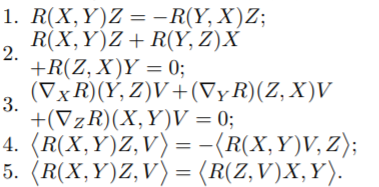 1. R(X, Y)Z = −R(Y, X)Z;
2. R(X, Y)Z + R(Y, Z)X
+R(Z, X)Y = 0;
3. (∇_X R)(Y, Z)V +(∇_Y R)(Z, X)V
+(∇_Z R)(X, Y)V = 0;
4. ⟨R(X, Y)Z, V⟩ = −⟨R(X, Y)V, Z⟩;
5. ⟨R(X, Y)Z, V⟩ = ⟨R(Z, V)X, Y⟩.